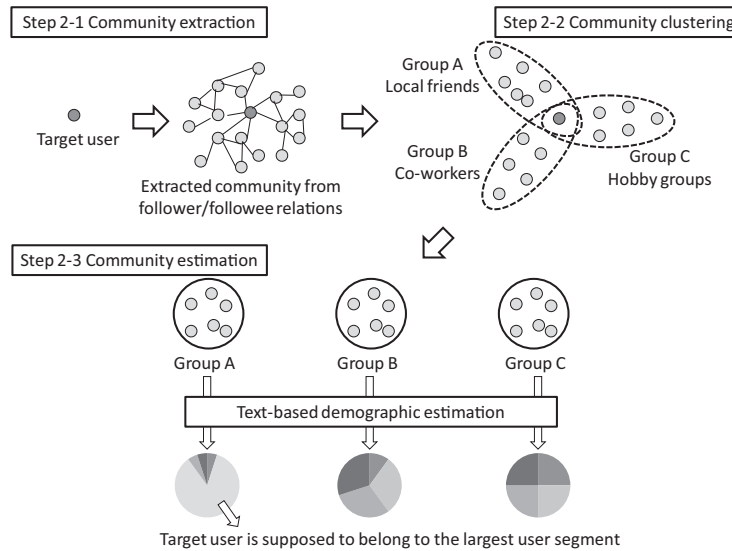 Step 2-1 Community extraction
Step 2-2 Community clustering
Target user
Extracted community from
follower/followee relations
Group A
Local friends
Group B
Co-workers
Group C
Hobby groups
Step 2-3 Community estimation
Group A
Group B
Group C
Text-based demographic estimation
Target user is supposed to belong to the largest user segment